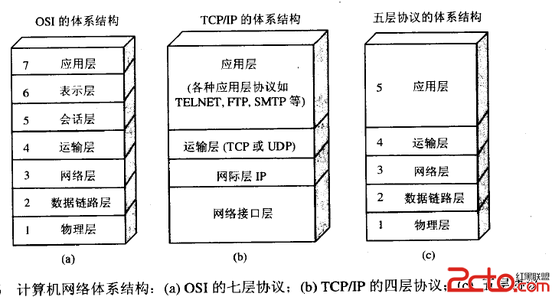 OSI 的体系结构
7 应用层
6 表示层
5 会话层
4 运输层
3 网络层
2 数据链路层
1 物理层
(a)
TCP/IP 的体系结构
应用层
(各种应用层协议如
TELNET, FTP, SMTP 等)
运输层 (TCP 或 UDP)
网际层 IP
网络接口层
(b)
五层协议的体系结构
5 应用层
4 运输层
3 网络层
2 数据链路层
1 物理层
(c)
计算机网络体系结构：(a) OSI 的七层协议；(b) TCP/IP 的四层协议；(c) 五层
2cto.com
红黑联盟